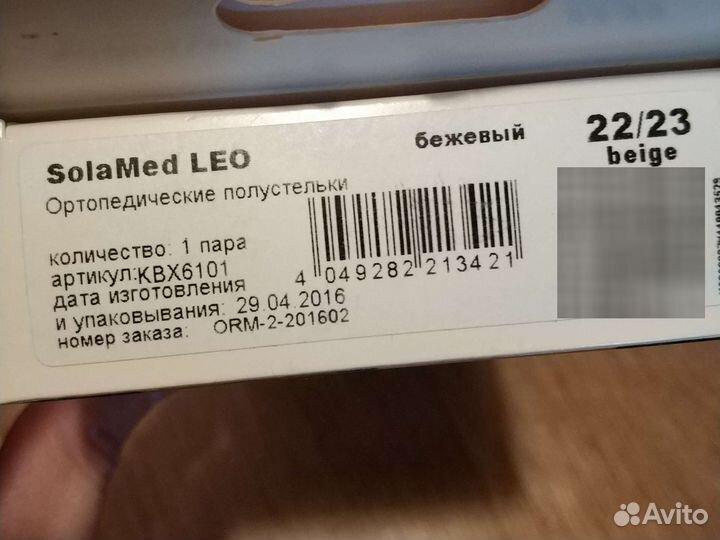 SolaMed LEO
бежевый
22/23
beige
Ортопедические полустельки
количество: 1 пара
артикул:KBX6101
дата изготовления
и упаковывания: 29.04.2016
номер заказа: ORM-2-201602
4 049282 213421
Avito